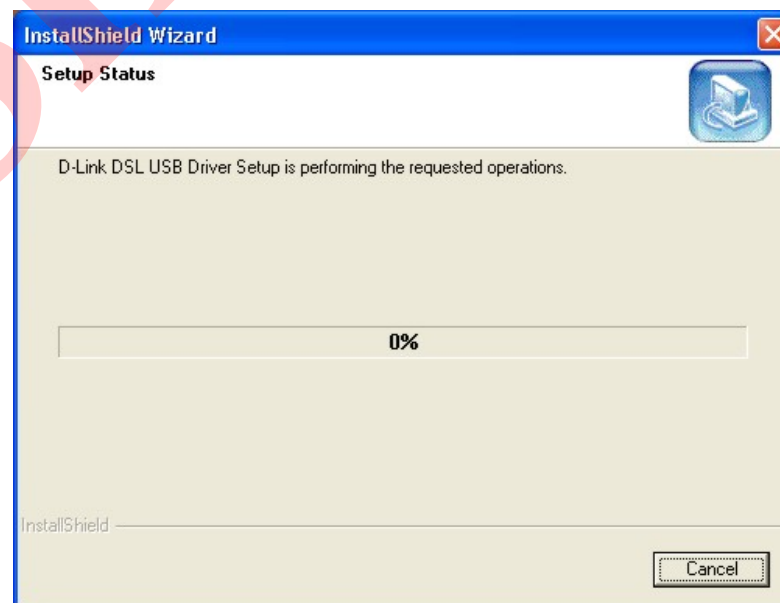 InstallShield Wizard
Setup Status
D-Link DSL USB Driver Setup is performing the requested operations.
0%
InstallShield
Cancel